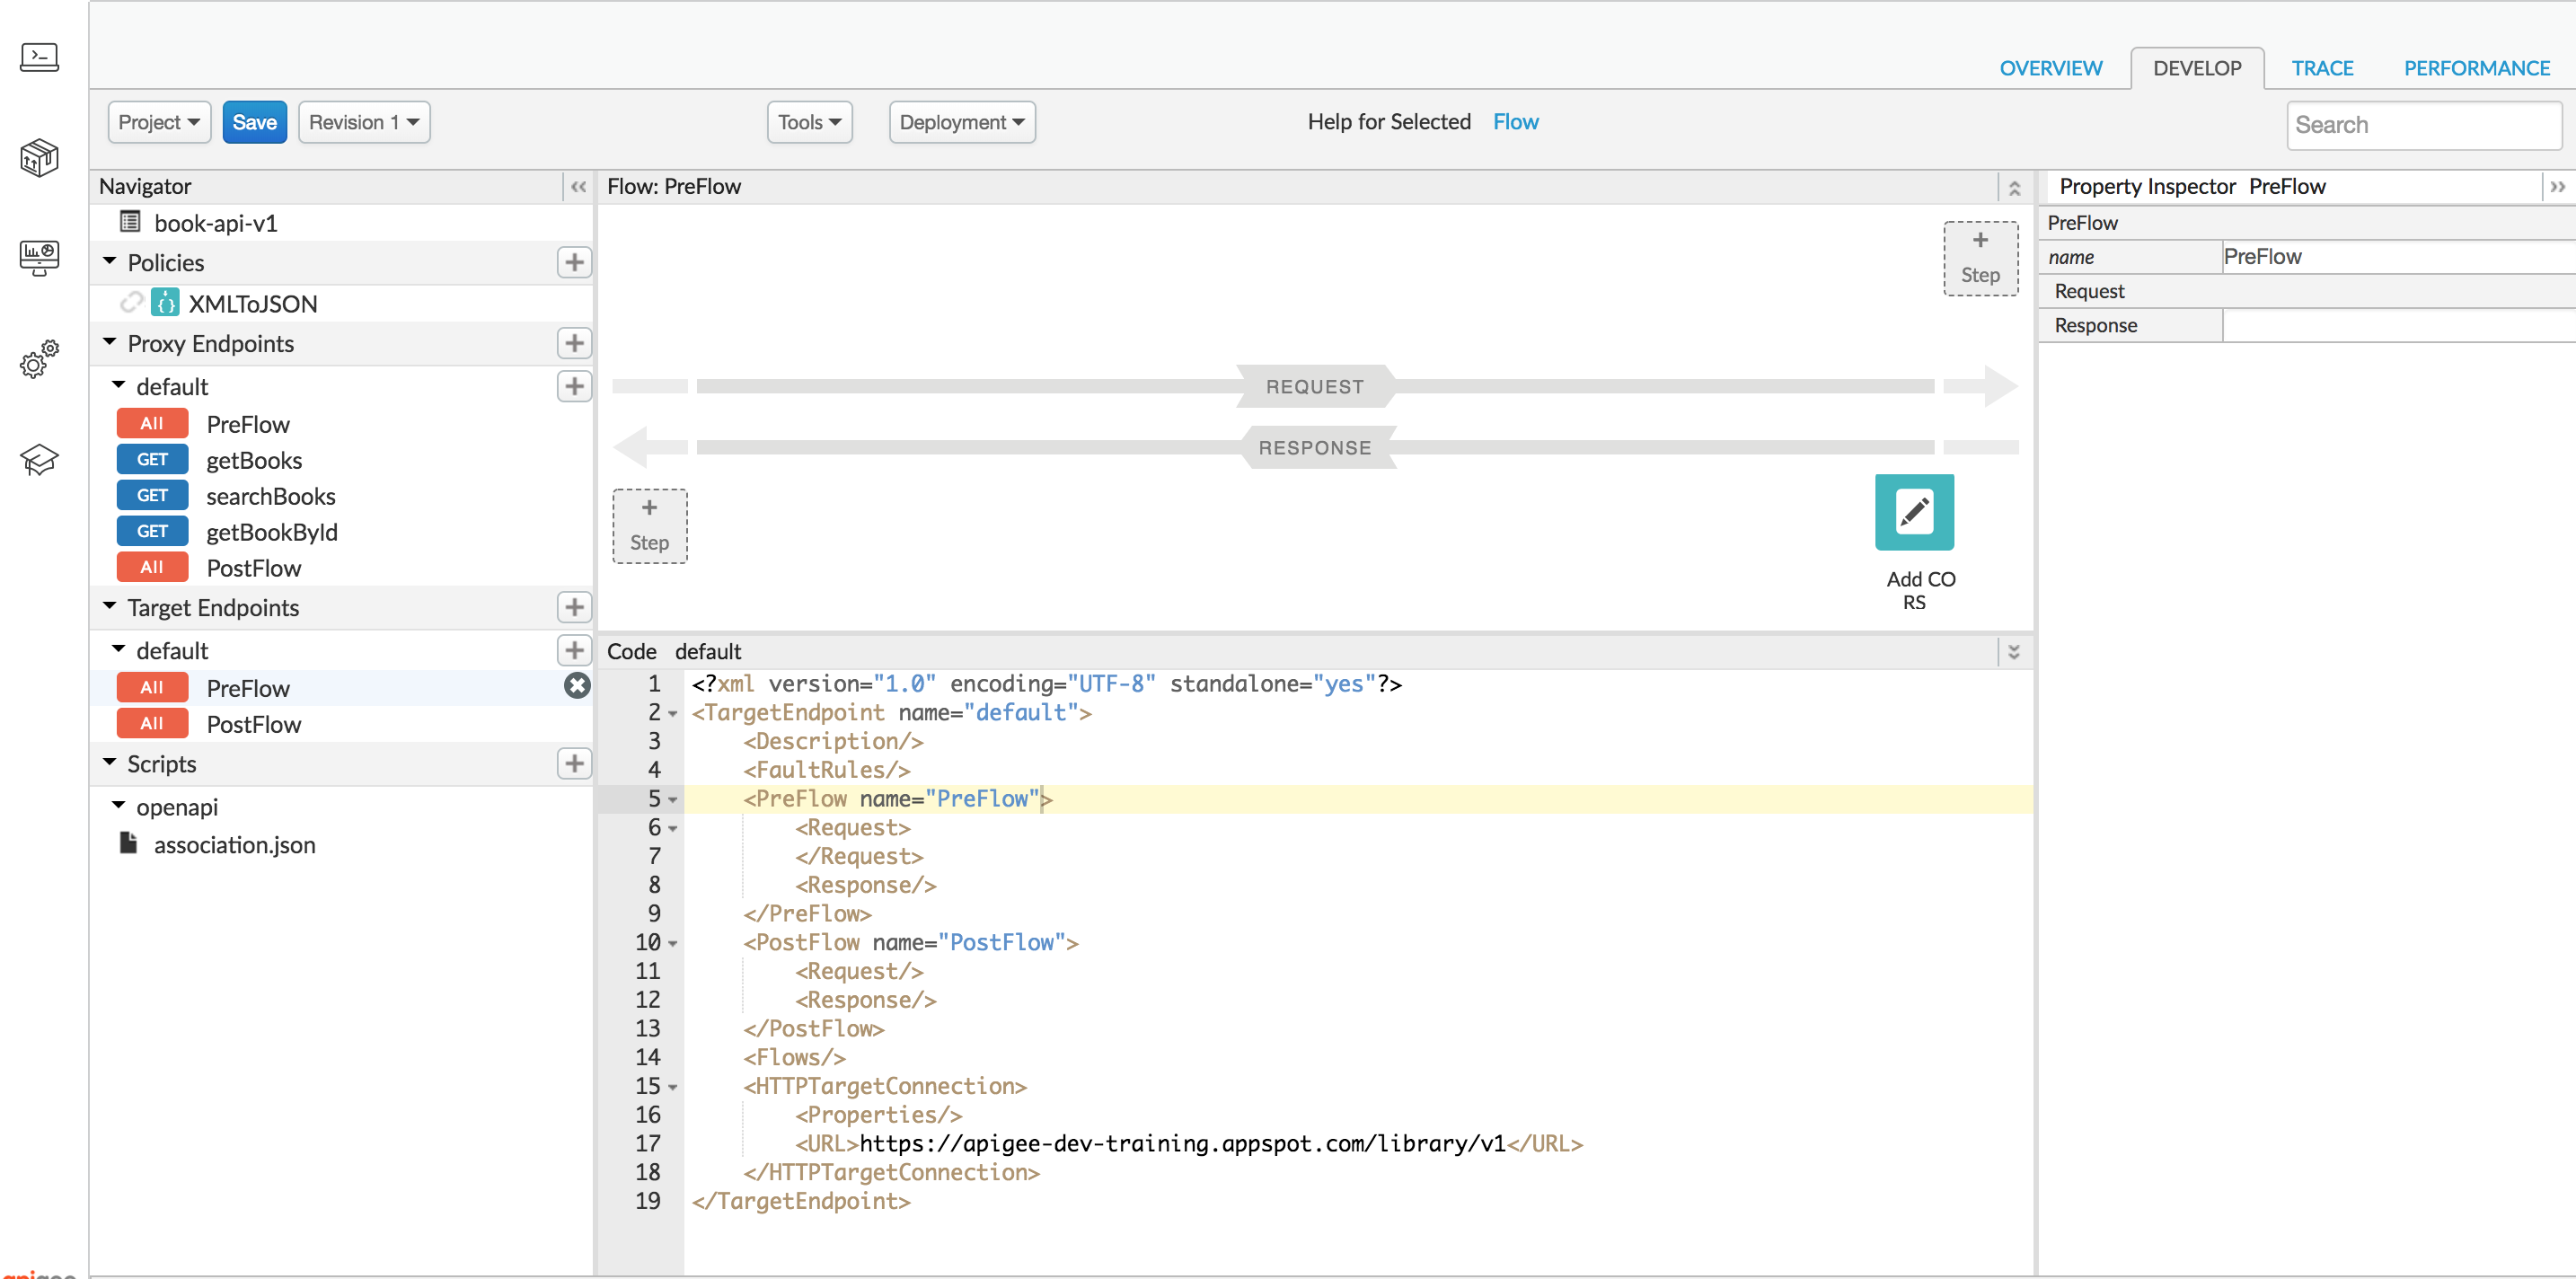 OVERVIEW DEVELOP TRACE PERFORMANCE
Project Save Revision 1 Tools Deployment Help for Selected Flow Search
Navigator
book-api-v1
Policies
XMLToJSON
Proxy Endpoints
default
All PreFlow
GET getBooks
GET searchBooks
GET getBookById
All PostFlow
Target Endpoints
default
All PreFlow
All PostFlow
Scripts
openapi
association.json
Flow: PreFlow
+
Step
REQUEST
RESPONSE
+
Step
Add CO
RS
Code default
1 <?xml version="1.0" encoding="UTF-8" standalone="yes"?>
2 <TargetEndpoint name="default">
3 <Description/>
4 <FaultRules/>
5 <PreFlow name="PreFlow">
6 <Request>
7 </Request>
8 <Response/>
9 </PreFlow>
10 <PostFlow name="PostFlow">
11 <Request/>
12 <Response/>
13 </PostFlow>
14 <Flows/>
15 <HTTPTargetConnection>
16 <Properties/>
17 <URL>https://apigee-dev-training.appspot.com/library/v1</URL>
18 </HTTPTargetConnection>
19 </TargetEndpoint>
Property Inspector PreFlow
PreFlow
name PreFlow
Request
Response